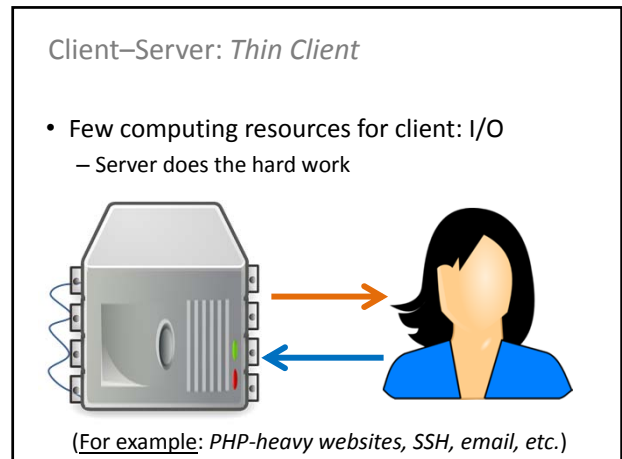 Client–Server: Thin Client
• Few computing resources for client: I/O
– Server does the hard work
(For example: PHP-heavy websites, SSH, email, etc.)